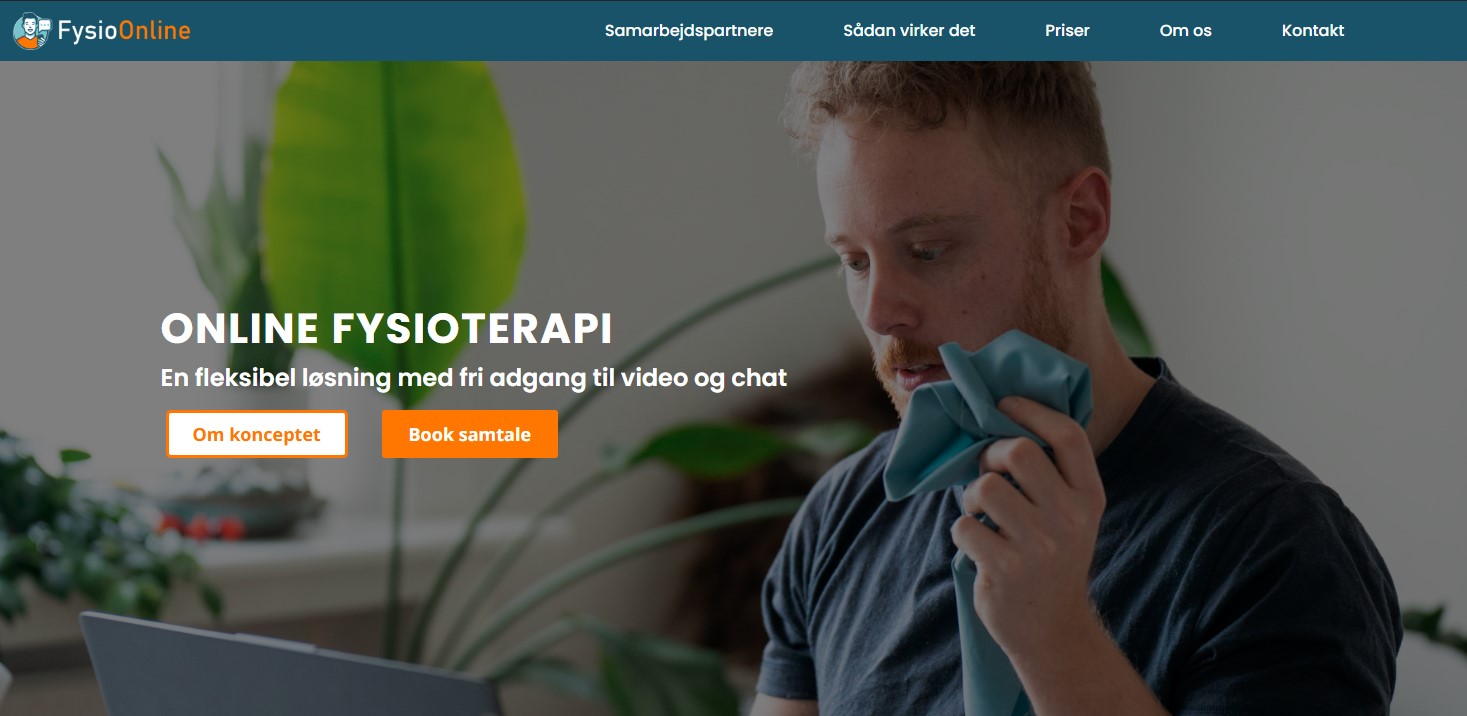 FysioOnline
Samarbejdspartnere
Sådan virker det
Priser
Om os
Kontakt
ONLINE FYSIOTERAPI
En fleksibel løsning med fri adgang til video og chat
Om konceptet
Book samtale